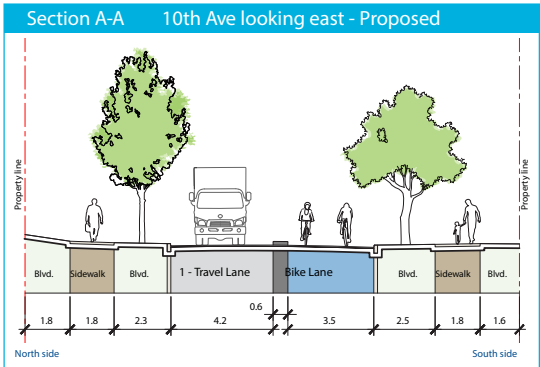 Section A-A 10th Ave looking east - Proposed
Property line
Property line
Blvd. Sidewalk Blvd. 1 - Travel Lane Bike Lane Blvd. Sidewalk Blvd.
0.6
1.8 1.8 2.3 4.2 3.5 2.5 1.8 1.6
North side South side